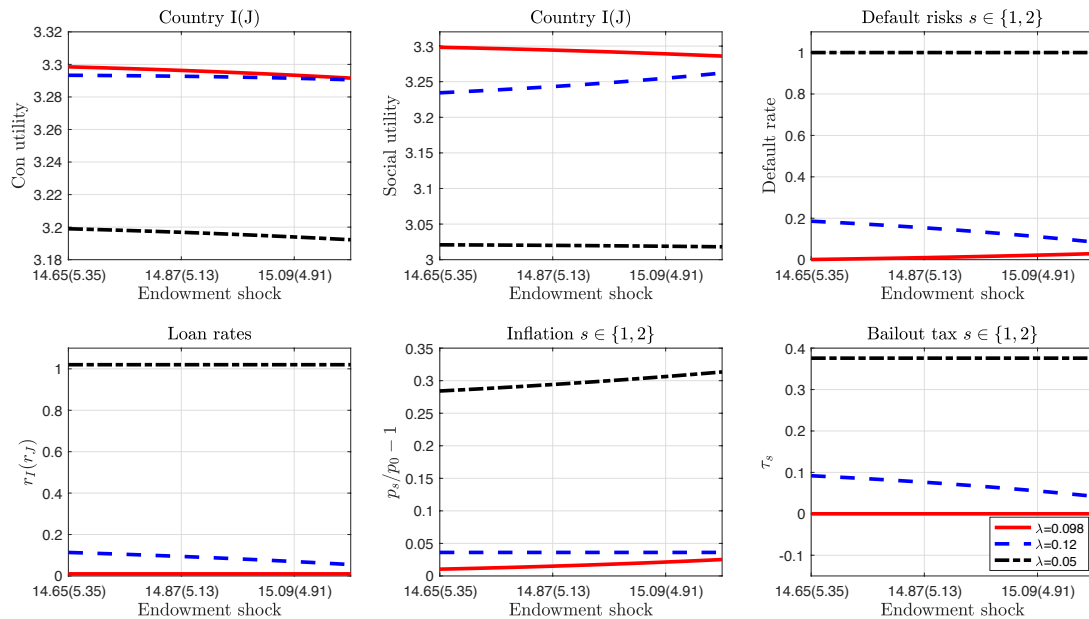 Country I(J)
Con utility
3.32
3.3
3.28
3.26
3.24
3.22
3.2
3.18
14.65(5.35) 14.87(5.13) 15.09(4.91)
Endowment shock
Country I(J)
Social utility
3.3
3.25
3.2
3.15
3.1
3.05
3
14.65(5.35) 14.87(5.13) 15.09(4.91)
Endowment shock
Default risks s ∈ {1, 2}
Default rate
1
0.8
0.6
0.4
0.2
0
14.65(5.35) 14.87(5.13) 15.09(4.91)
Endowment shock
Loan rates
r_I(r_J)
1
0.8
0.6
0.4
0.2
0
14.65(5.35) 14.87(5.13) 15.09(4.91)
Endowment shock
Inflation s ∈ {1, 2}
p_s/p_0 − 1
0.35
0.3
0.25
0.2
0.15
0.1
0.05
0
14.65(5.35) 14.87(5.13) 15.09(4.91)
Endowment shock
Bailout tax s ∈ {1, 2}
τ_s
0.4
0.3
0.2
0.1
0
-0.1
λ=0.098
λ=0.12
λ=0.05
14.65(5.35) 14.87(5.13) 15.09(4.91)
Endowment shock